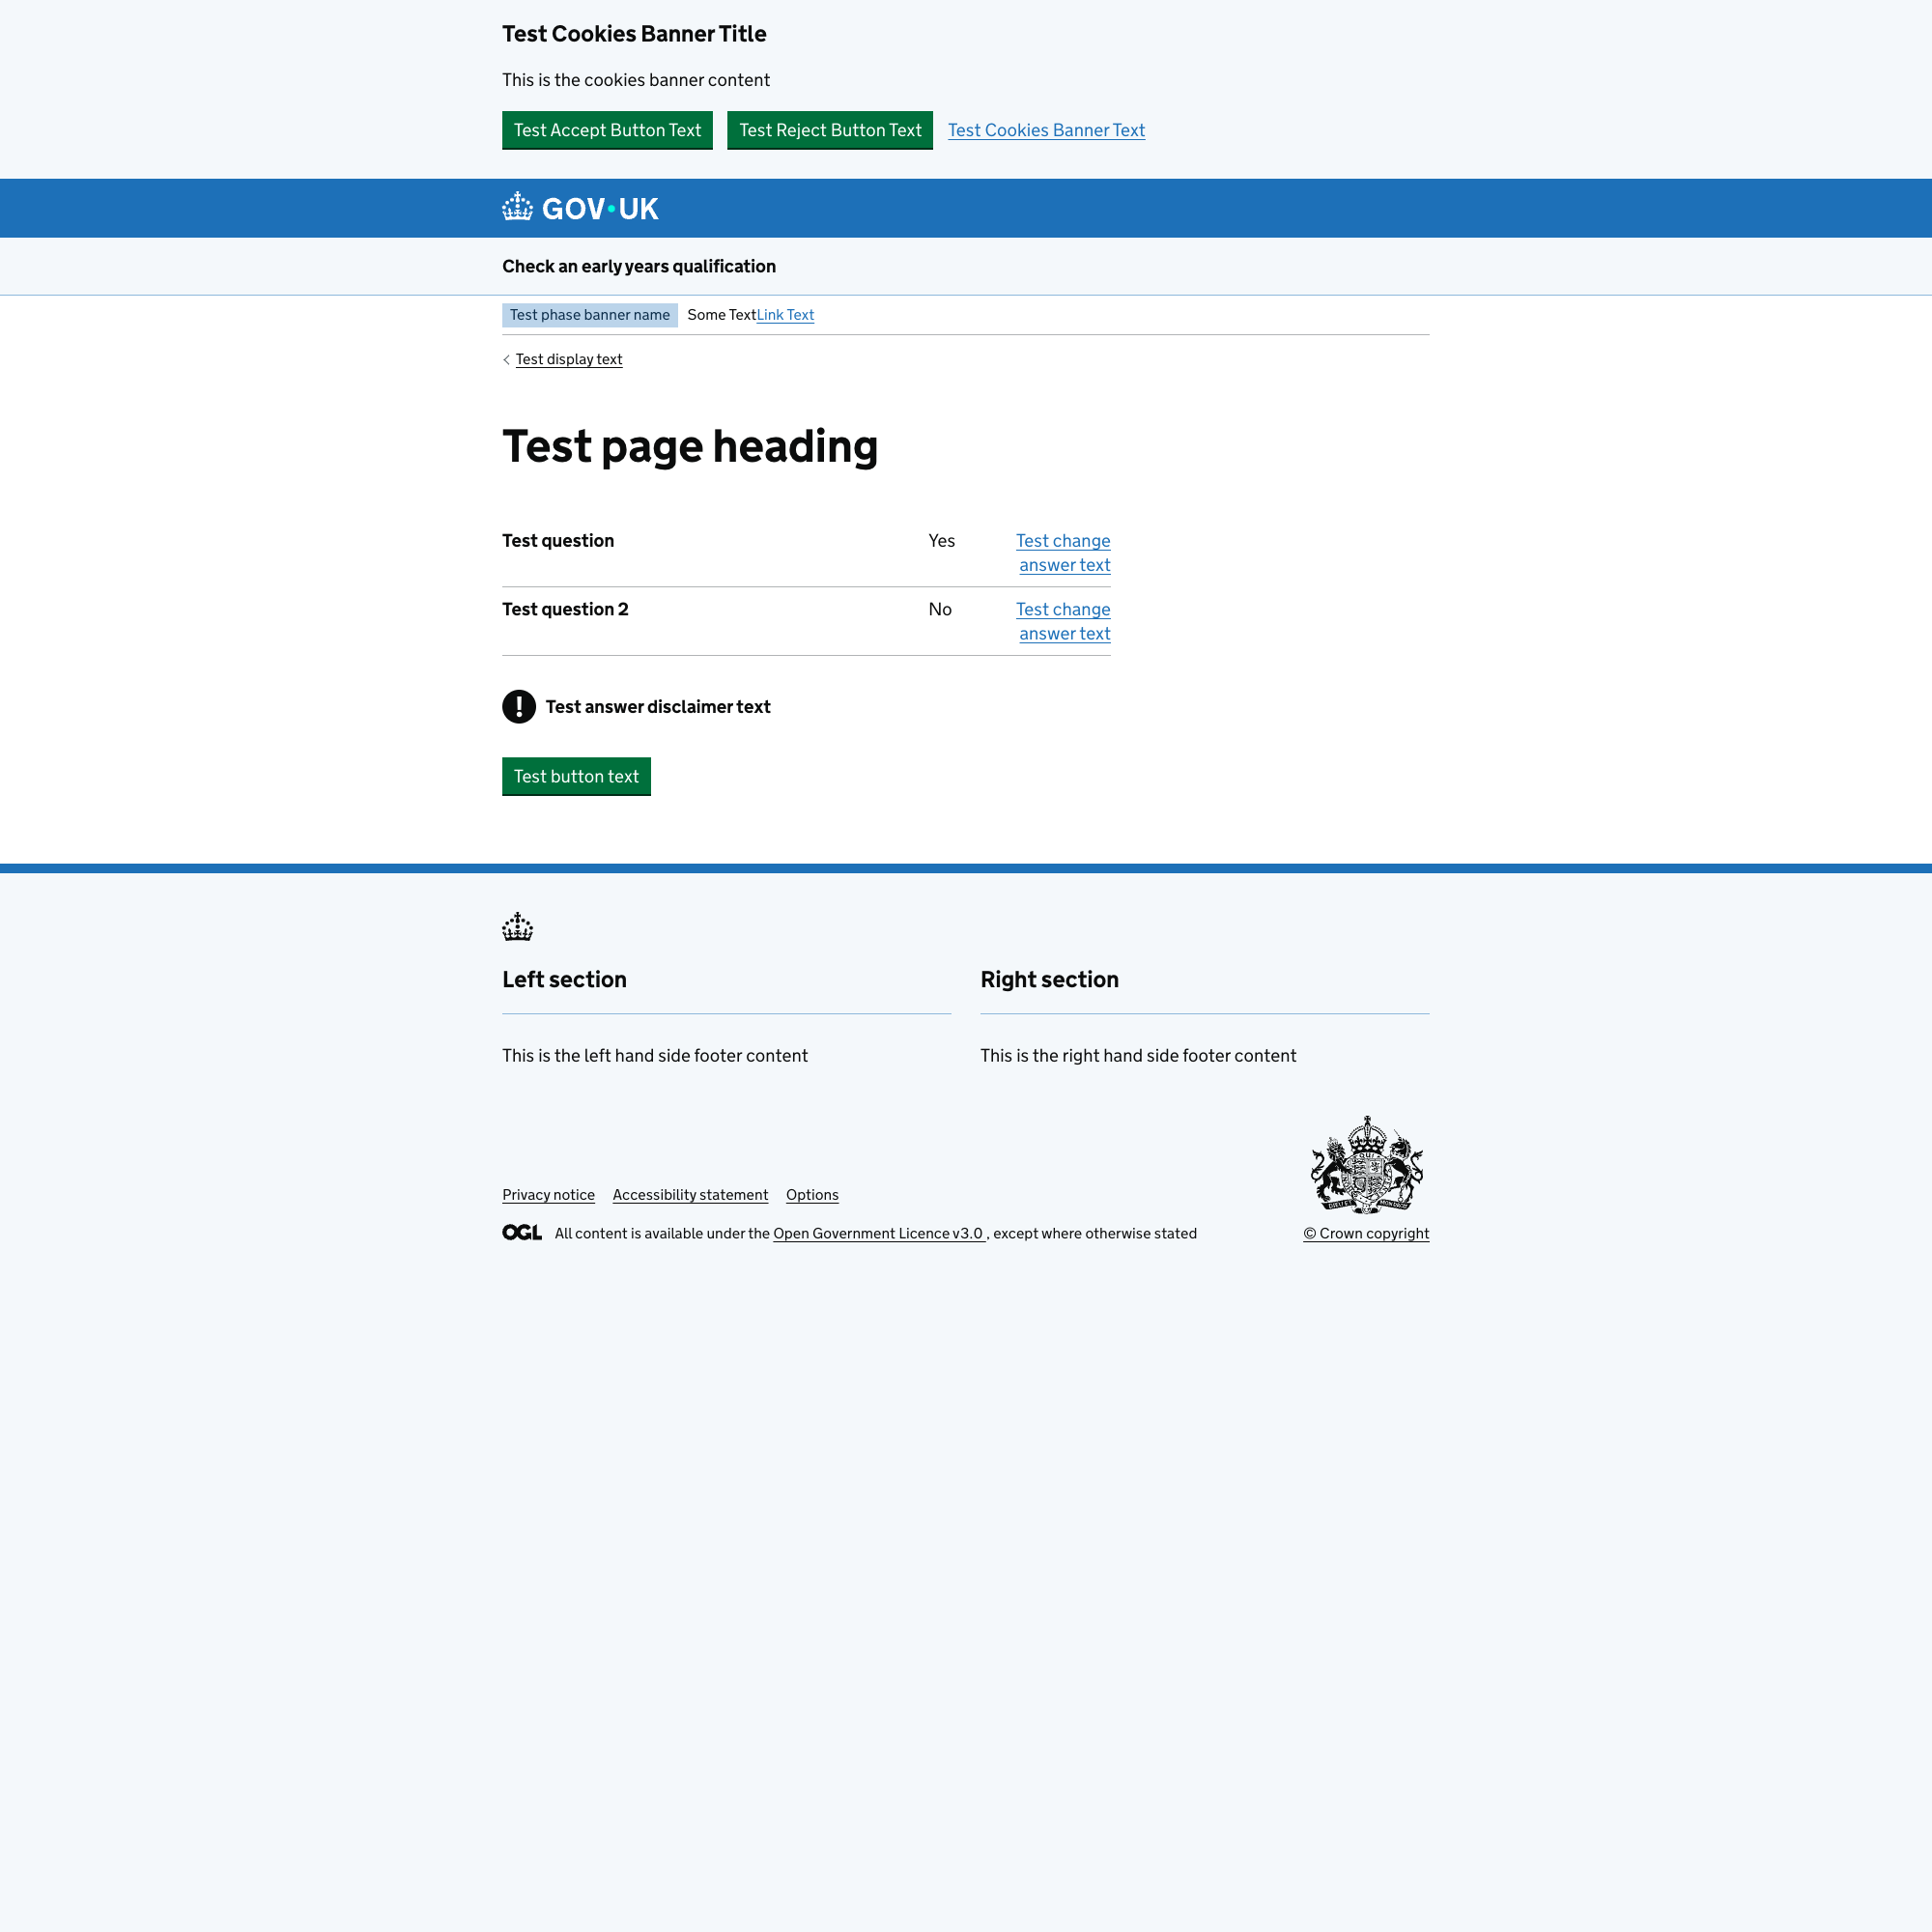 Test Cookies Banner Title
This is the cookies banner content
Test Accept Button Text Test Reject Button Text Test Cookies Banner Text
GOV·UK
Check an early years qualification
Test phase banner name Some TextLink Text
Test display text
Test page heading
Test question Yes Test change
answer text
Test question 2 No Test change
answer text
! Test answer disclaimer text
Test button text
Left section Right section
This is the left hand side footer content This is the right hand side footer content
Privacy notice Accessibility statement Options
OGL All content is available under the Open Government Licence v3.0 , except where otherwise stated © Crown copyright